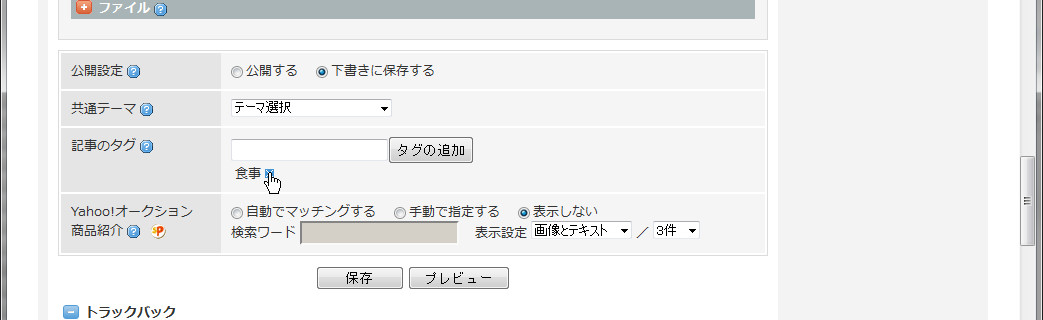 ファイル
公開設定 公開する 下書きに保存する
共通テーマ テーマ選択
記事のタグ タグの追加
食事
Yahoo!オークション 自動でマッチングする 手動で指定する 表示しない
商品紹介 検索ワード 表示設定 画像とテキスト / 3件
保存 プレビュー
トラックバック